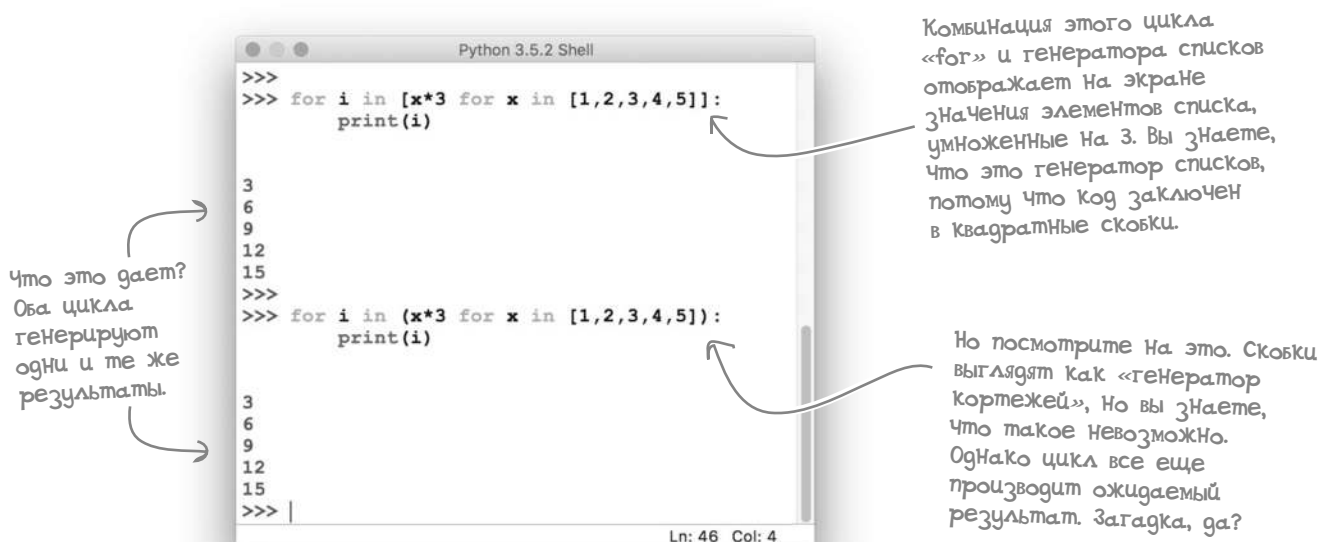 Python 3.5.2 Shell
>>>
>>> for i in [x*3 for x in [1,2,3,4,5]]:
        print(i)
3
6
9
12
15
>>>
>>> for i in (x*3 for x in [1,2,3,4,5]):
        print(i)
3
6
9
12
15
>>>
Ln: 46 Col: 4
Что это дает?
Оба цикла
генерируют
одни и те же
результаты.
Комбинация этого цикла
«for» и генератора списков
отображает на экране
значения элементов списка,
умноженные на 3. Вы знаете,
что это генератор списков,
потому что код заключен
в квадратные скобки.
Но посмотрите на это. Скобки
выглядят как «генератор
кортежей», но вы знаете,
что такое невозможно.
Однако цикл все еще
производит ожидаемый
результат. Загадка, да?